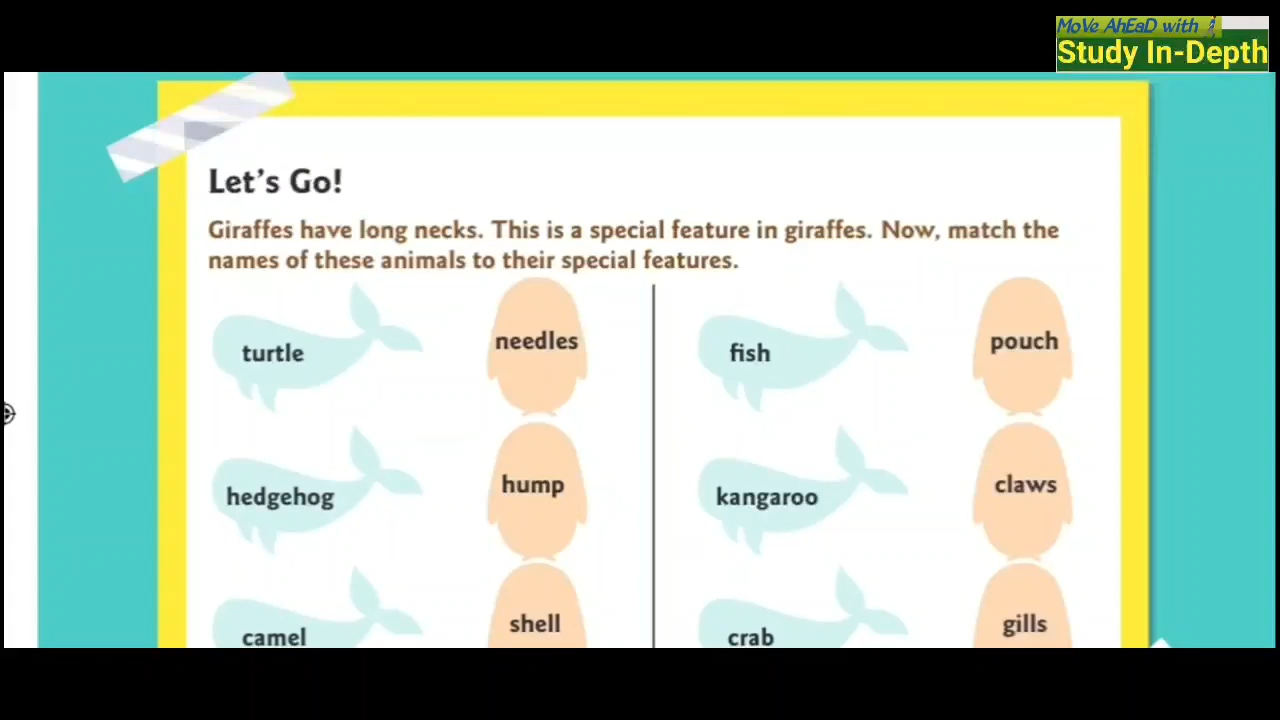 MoVe AhEaD with
Study In-Depth
Let's Go!
Giraffes have long necks. This is a special feature in giraffes. Now, match the
names of these animals to their special features.
turtle
needles
hedgehog
hump
camel
shell
fish
pouch
kangaroo
claws
crab
gills